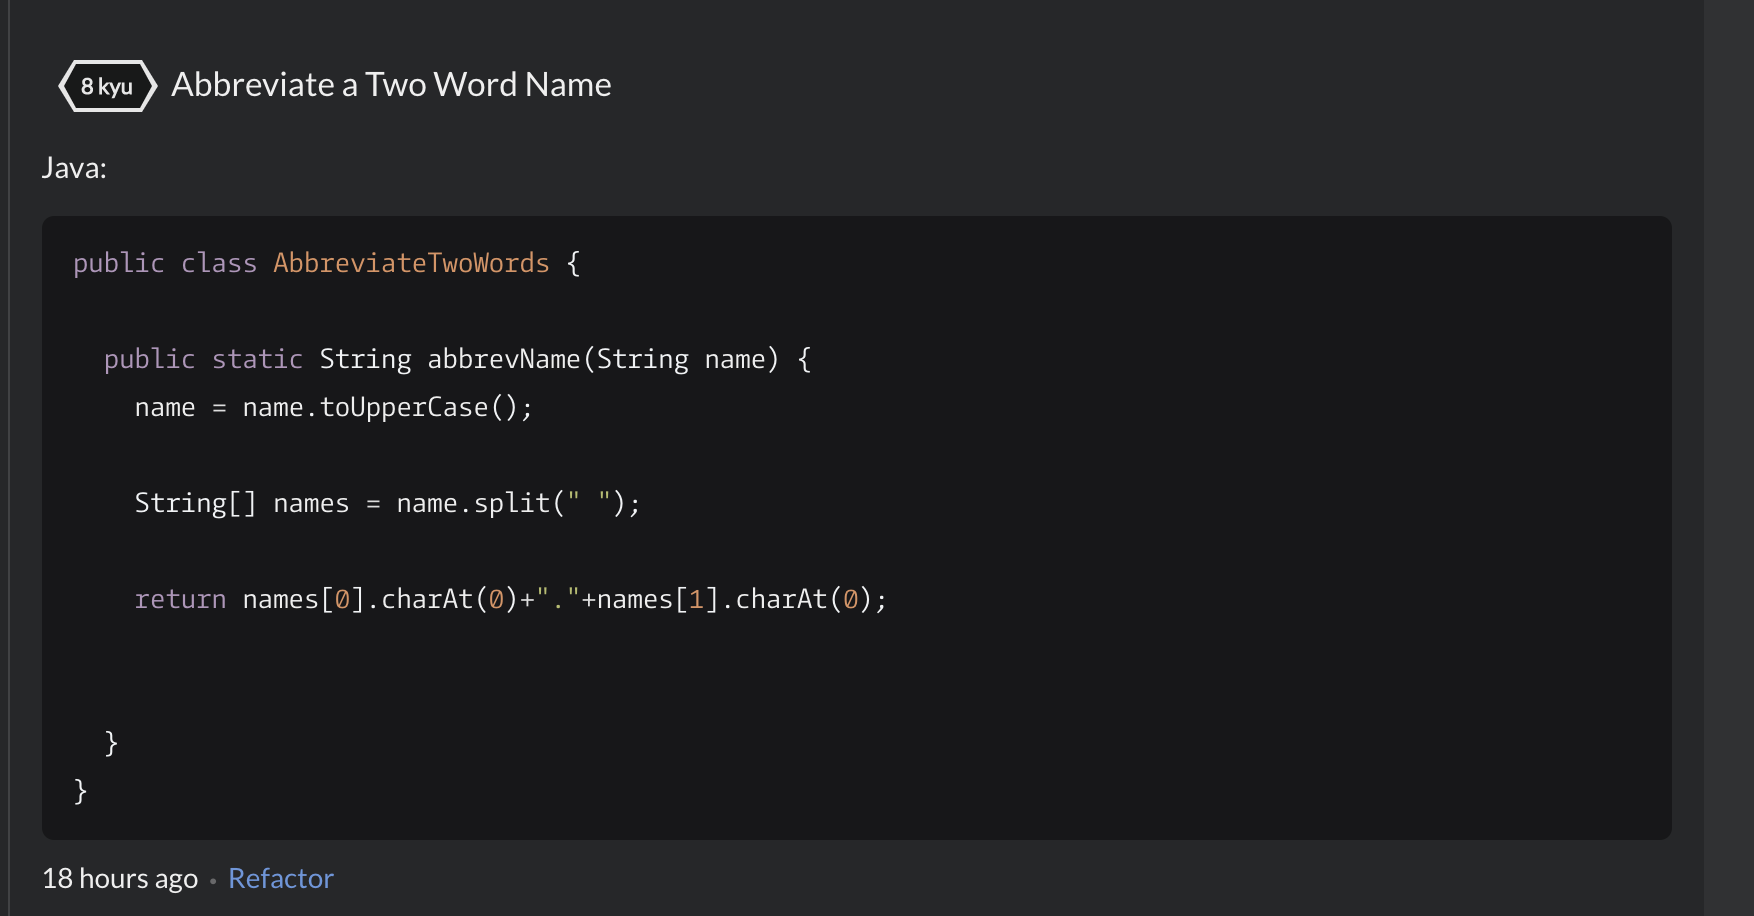 8 kyu Abbreviate a Two Word Name
Java:
public class AbbreviateTwoWords {
public static String abbrevName(String name) {
name = name.toUpperCase();
String[] names = name.split(" ");
return names[0].charAt(0)+"."+names[1].charAt(0);
}
}
18 hours ago • Refactor